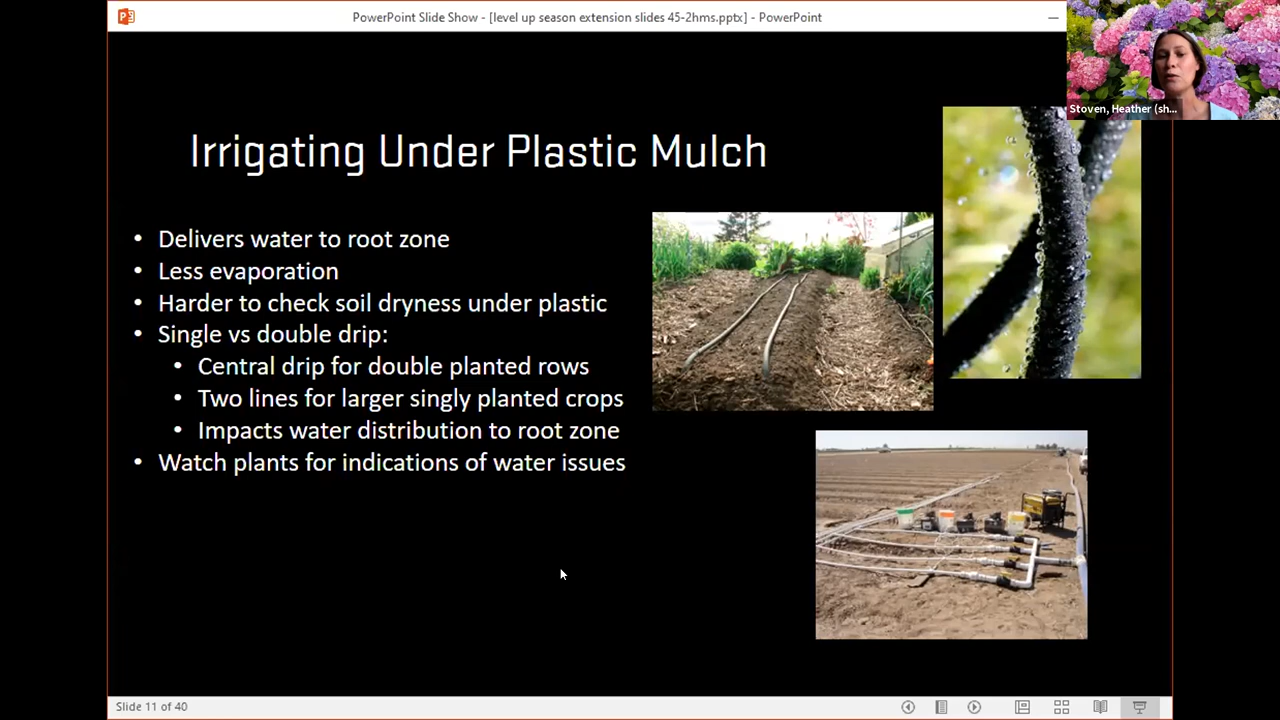 PowerPoint Slide Show - [level up season extension slides 45-2hms.pptx] - PowerPoint
Stoven, Heather (sh...
Irrigating Under Plastic Mulch
• Delivers water to root zone
• Less evaporation
• Harder to check soil dryness under plastic
• Single vs double drip:
• Central drip for double planted rows
• Two lines for larger singly planted crops
• Impacts water distribution to root zone
• Watch plants for indications of water issues
Slide 11 of 40